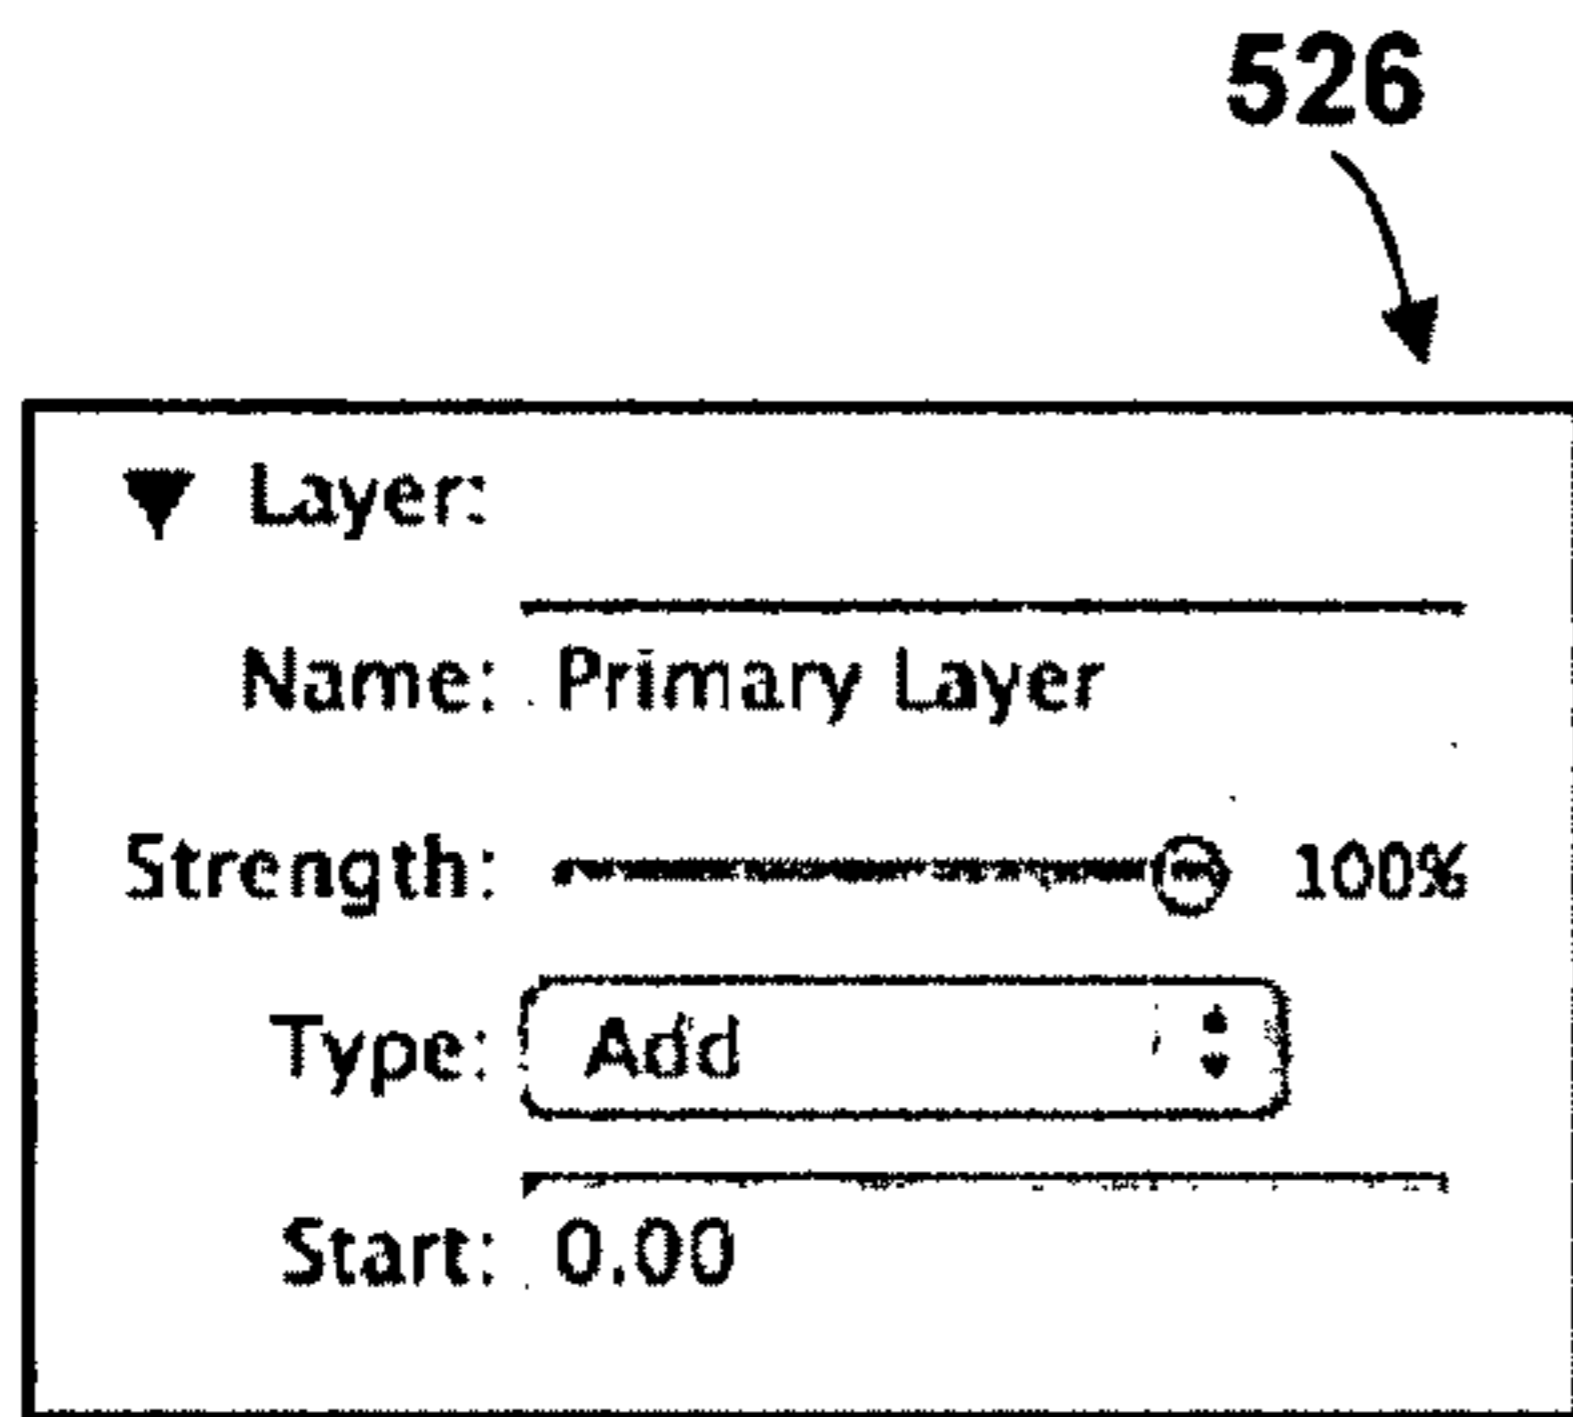 526
Layer:
Name: Primary Layer
Strength: 100%
Type: Add
Start: 0.00